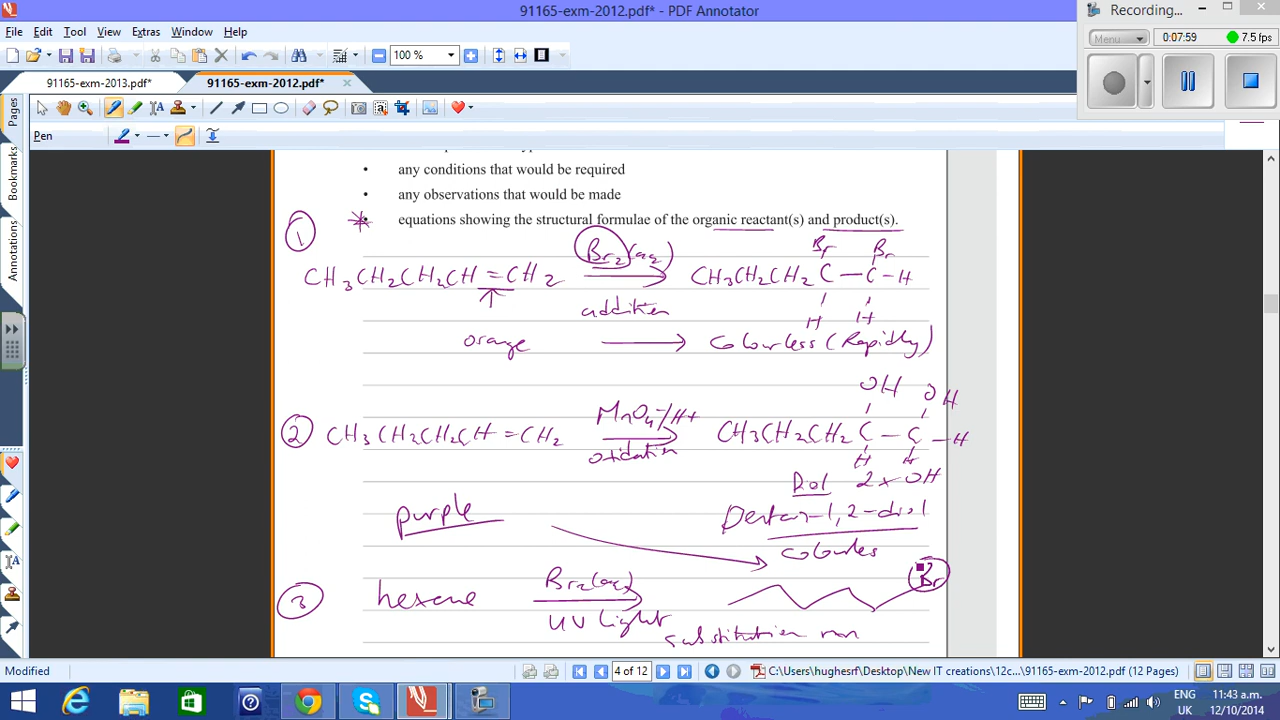 91165-exm-2012.pdf* - PDF Annotator
Recording...
File Edit Tool View Extras Window Help
Menu
0:07:59
7.5 fps
100 %
91165-exm-2013.pdf*
91165-exm-2012.pdf*
Pen
Pages
Bookmarks
Annotations
• any conditions that would be required
• any observations that would be made
• equations showing the structural formulae of the organic reactant(s) and product(s).
1
Br Br
CH3CH2CH2CH=CH2 Br2(aq) CH3CH2CH2C—C-H
addition
H H
orange colourless (Rapidly)
OH OH
2 CH3CH2CH2CH=CH2 MnO4-/H+ CH3CH2CH2C—C—H
oxidation
H H
Diol 2x OH
purple
Pentan-1,2-diol
colourless
3 hexane Br2(aq) Br
UV light
substitution
Modified
4 of 12
C:\Users\hughesrf\Desktop\New IT creations\12c...\91165-exm-2012.pdf (12 Pages)
ENG
UK
11:43 a.m.
12/10/2014